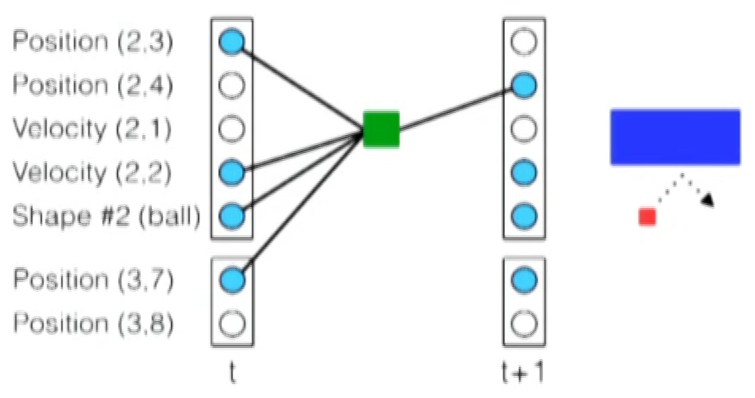 Position (2,3)
Position (2,4)
Velocity (2,1)
Velocity (2,2)
Shape #2 (ball)
Position (3,7)
Position (3,8)
t
t+1